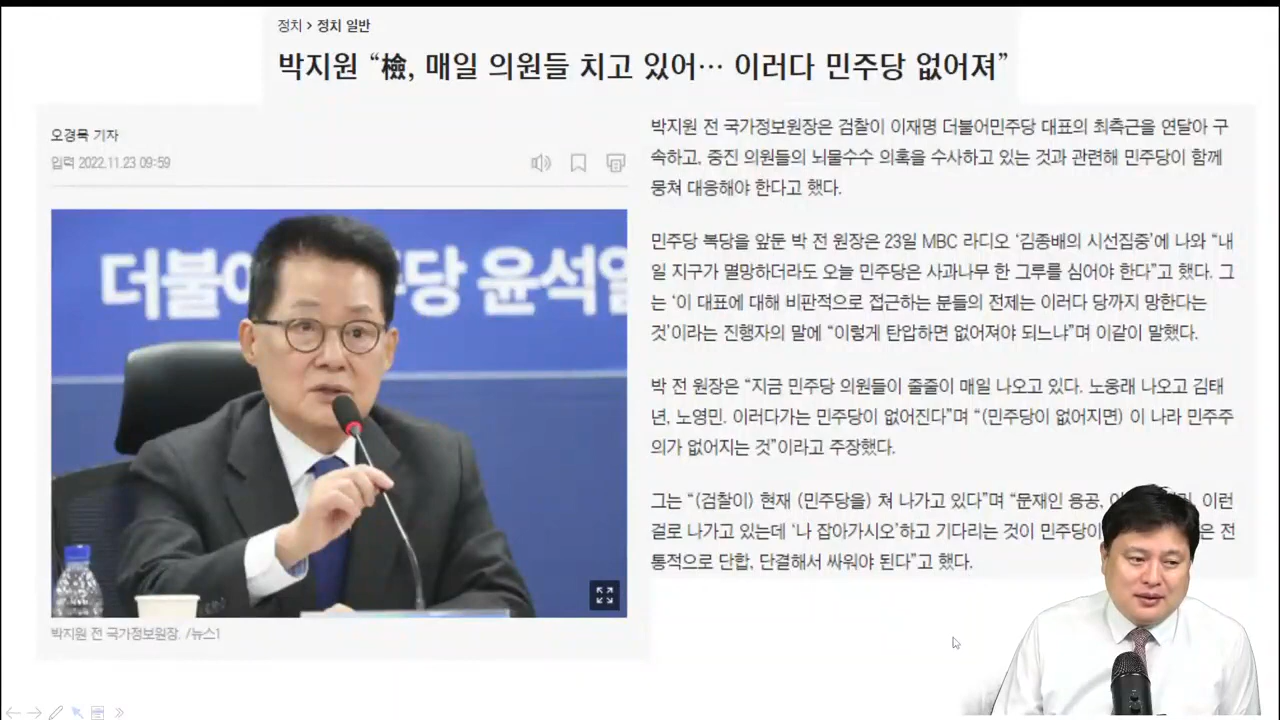 정치 > 정치 일반
박지원 “檢, 매일 의원들 치고 있어… 이러다 민주당 없어져”
오경묵 기자
입력 2022.11.23 09:59
더불어 당 윤석
박지원 전 국가정보원장. /뉴스1
박지원 전 국가정보원장은 검찰이 이재명 더불어민주당 대표의 최측근을 연달아 구
속하고, 중진 의원들의 뇌물수수 의혹을 수사하고 있는 것과 관련해 민주당이 함께
뭉쳐 대응해야 한다고 했다.
민주당 복당을 앞둔 박 전 원장은 23일 MBC 라디오 ‘김종배의 시선집중’에 나와 “내
일 지구가 멸망하더라도 오늘 민주당은 사과나무 한 그루를 심어야 한다”고 했다. 그
는 ‘이 대표에 대해 비판적으로 접근하는 분들의 전제는 이러다 당까지 망한다는
것’이라는 진행자의 말에 “이렇게 탄압하면 없어져야 되느냐”며 이같이 말했다.
박 전 원장은 “지금 민주당 의원들이 줄줄이 매일 나오고 있다. 노웅래 나오고 김태
년, 노영민. 이러다가는 민주당이 없어진다”며 “(민주당이 없어지면) 이 나라 민주주
의가 없어지는 것”이라고 주장했다.
그는 “(검찰이) 현재 (민주당을) 쳐 나가고 있다”며 “문재인 용공, 이런
걸로 나가고 있는데 ‘나 잡아가시오’하고 기다리는 것이 민주당이 은 전
통적으로 단합, 단결해서 싸워야 된다”고 했다.